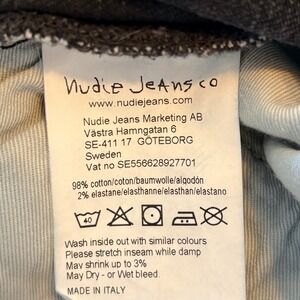 Nudie Jeans co
www.nudiejeans.com
Nudie Jeans Marketing AB
Västra Hamngatan 6
SE-411 17 GÖTEBORG
Sweden
Vat no SE556628927701
98% cotton/coton/baumwolle/algodón
2% elastane/elasthanne/elasthan/elastano
40
Wash inside out with similar colours
Please stretch inseam while damp
May shrink up to 3%
May Dry - or Wet bleed.
MADE IN ITALY